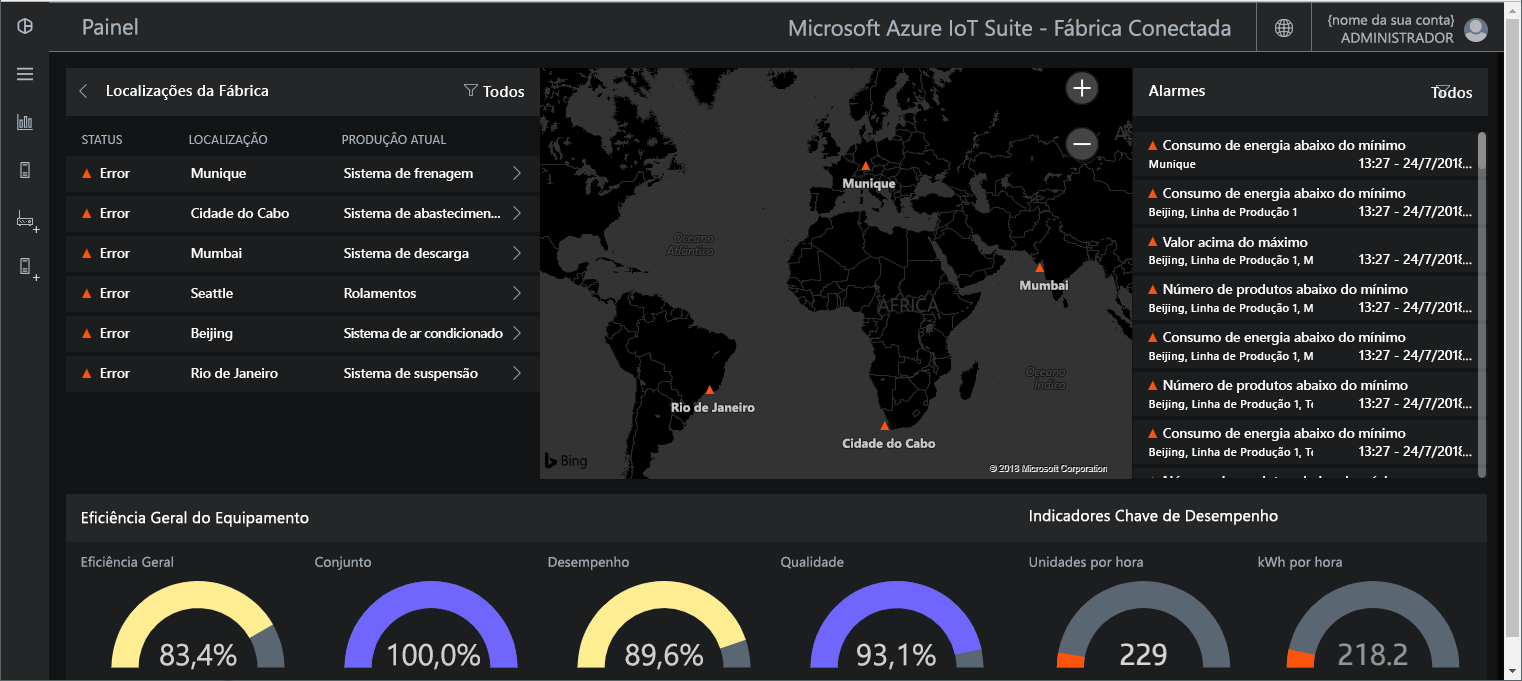 Painel
Microsoft Azure IoT Suite - Fábrica Conectada
{nome da sua conta}
ADMINISTRADOR
Localizações da Fábrica
Todos
STATUS LOCALIZAÇÃO PRODUÇÃO ATUAL
Error Munique Sistema de frenagem
Error Cidade do Cabo Sistema de abastecimen...
Error Mumbai Sistema de descarga
Error Seattle Rolamentos
Error Beijing Sistema de ar condicionado
Error Rio de Janeiro Sistema de suspensão
Munique
Oceano
Atlântico
Mumbai
ÁFRICA
Oceano
Índico
Rio de Janeiro
Cidade do Cabo
Bing
© 2018 Microsoft Corporation
Alarmes
Todos
Consumo de energia abaixo do mínimo
Munique 13:27 - 24/7/2018...
Consumo de energia abaixo do mínimo
Beijing, Linha de Produção 1 13:27 - 24/7/2018...
Valor acima do máximo
Beijing, Linha de Produção 1, M 13:27 - 24/7/2018...
Número de produtos abaixo do mínimo
Beijing, Linha de Produção 1, M 13:27 - 24/7/2018...
Consumo de energia abaixo do mínimo
Beijing, Linha de Produção 1, M 13:27 - 24/7/2018...
Número de produtos abaixo do mínimo
Beijing, Linha de Produção 1, Te 13:27 - 24/7/2018...
Consumo de energia abaixo do mínimo
Beijing, Linha de Produção 1, Te 13:27 - 24/7/2018...
Eficiência Geral do Equipamento
Indicadores Chave de Desempenho
Eficiência Geral Conjunto Desempenho Qualidade Unidades por hora kWh por hora
83,4% 100,0% 89,6% 93,1% 229 218.2